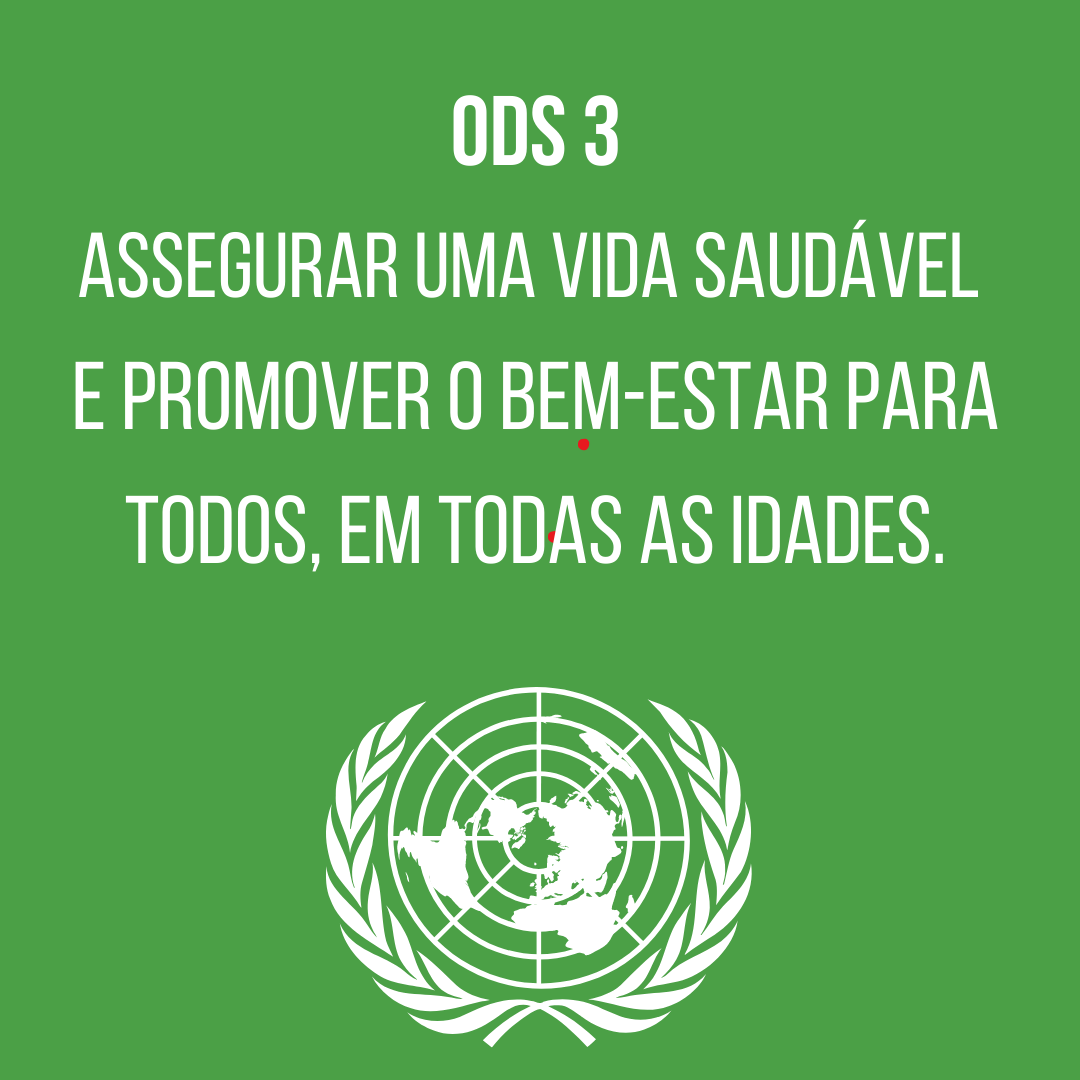 ODS 3
ASSEGURAR UMA VIDA SAUDÁVEL
E PROMOVER O BEM-ESTAR PARA
TODOS, EM TODAS AS IDADES.